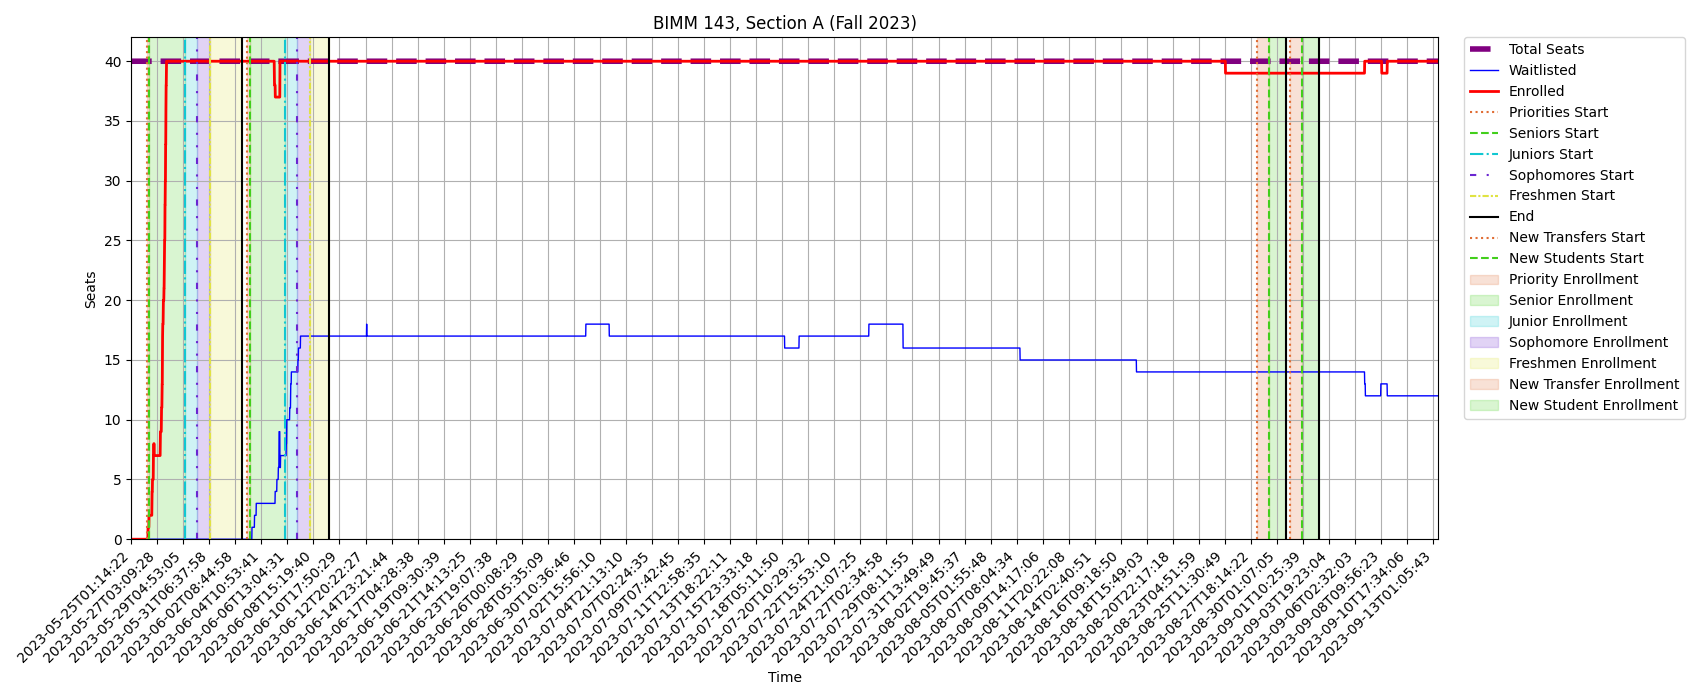 BIMM 143, Section A (Fall 2023)
Seats
40
35
30
25
20
15
10
5
0
2023-05-25T01:14:22
2023-05-27T03:09:28
2023-05-29T04:53:05
2023-05-31T06:37:58
2023-06-02T08:44:58
2023-06-04T10:53:41
2023-06-06T13:04:31
2023-06-08T15:19:40
2023-06-10T17:50:29
2023-06-12T20:22:27
2023-06-14T23:21:44
2023-06-17T04:28:38
2023-06-19T09:30:39
2023-06-21T14:13:25
2023-06-23T19:07:38
2023-06-26T00:08:29
2023-06-28T05:35:09
2023-06-30T10:36:46
2023-07-02T15:56:10
2023-07-04T21:13:10
2023-07-07T02:24:35
2023-07-09T07:42:45
2023-07-11T12:58:35
2023-07-13T18:22:11
2023-07-15T23:33:18
2023-07-18T05:11:50
2023-07-20T10:29:32
2023-07-22T15:53:10
2023-07-24T21:07:25
2023-07-27T02:34:58
2023-07-29T08:11:55
2023-07-31T13:49:49
2023-08-02T19:45:37
2023-08-05T01:55:48
2023-08-07T08:04:34
2023-08-09T14:17:06
2023-08-11T20:22:08
2023-08-14T02:40:51
2023-08-16T09:18:50
2023-08-18T15:49:03
2023-08-20T22:17:18
2023-08-23T04:51:59
2023-08-25T11:30:49
2023-08-27T18:14:22
2023-08-30T01:07:05
2023-09-01T10:25:39
2023-09-03T19:23:04
2023-09-06T02:32:03
2023-09-08T09:56:23
2023-09-10T17:34:06
2023-09-13T01:05:43
Time
Total Seats
Waitlisted
Enrolled
Priorities Start
Seniors Start
Juniors Start
Sophomores Start
Freshmen Start
End
New Transfers Start
New Students Start
Priority Enrollment
Senior Enrollment
Junior Enrollment
Sophomore Enrollment
Freshmen Enrollment
New Transfer Enrollment
New Student Enrollment